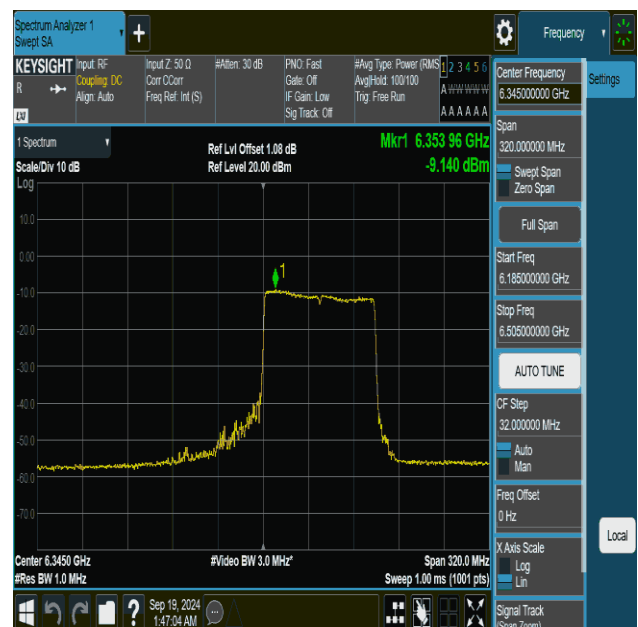 Spectrum Analyzer 1
Swept SA
Frequency
KEYSIGHT
R
LXI
Input: RF
Coupling: DC
Align: Auto
Input Z: 50 Ω
Corr CCorr
Freq Ref: Int (S)
#Atten: 30 dB
PNO: Fast
Gate: Off
IF Gain: Low
Sig Track: Off
#Avg Type: Power (RMS
Avg|Hold: 100/100
Trig: Free Run
1 2 3 4 5 6
A W W W W W
A A A A A A
1 Spectrum
Scale/Div 10 dB
Log
Ref Lvl Offset 1.08 dB
Ref Level 20.00 dBm
Mkr1 6.353 96 GHz
-9.140 dBm
10.0
0.00
-10.0
-20.0
-30.0
-40.0
-50.0
-60.0
-70.0
1
Center 6.3450 GHz
#Res BW 1.0 MHz
#Video BW 3.0 MHz*
Span 320.0 MHz
Sweep 1.00 ms (1001 pts)
Center Frequency
6.345000000 GHz
Settings
Span
320.000000 MHz
Swept Span
Zero Span
Full Span
Start Freq
6.185000000 GHz
Stop Freq
6.505000000 GHz
AUTO TUNE
CF Step
32.000000 MHz
Auto
Man
Freq Offset
0 Hz
X Axis Scale
Log
Lin
Local
Signal Track
(Span Zoom)
?
Sep 19, 2024
1:47:04 AM